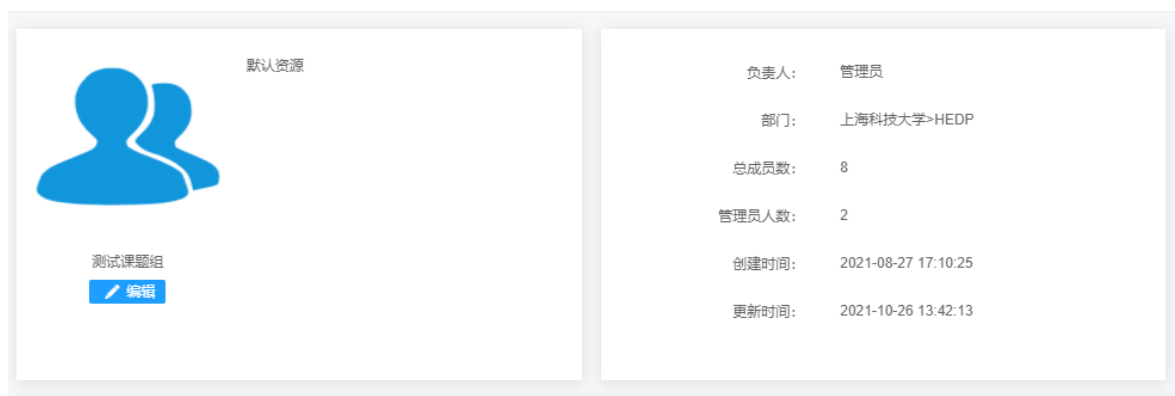 默认资源
测试课题组
编辑
负责人： 管理员
部门： 上海科技大学>HEDP
总成员数： 8
管理员人数： 2
创建时间： 2021-08-27 17:10:25
更新时间： 2021-10-26 13:42:13